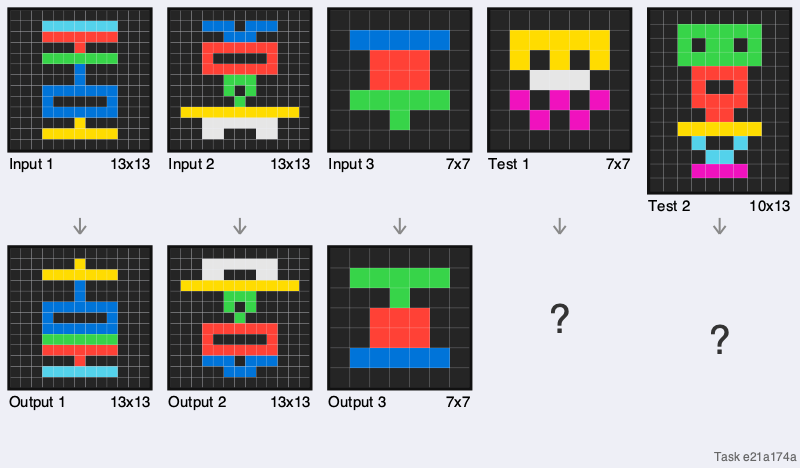 Input 1 13x13
Input 2 13x13
Input 3 7x7
Test 1 7x7
Test 2 10x13
?
?
Output 1 13x13
Output 2 13x13
Output 3 7x7
Task e21a174a